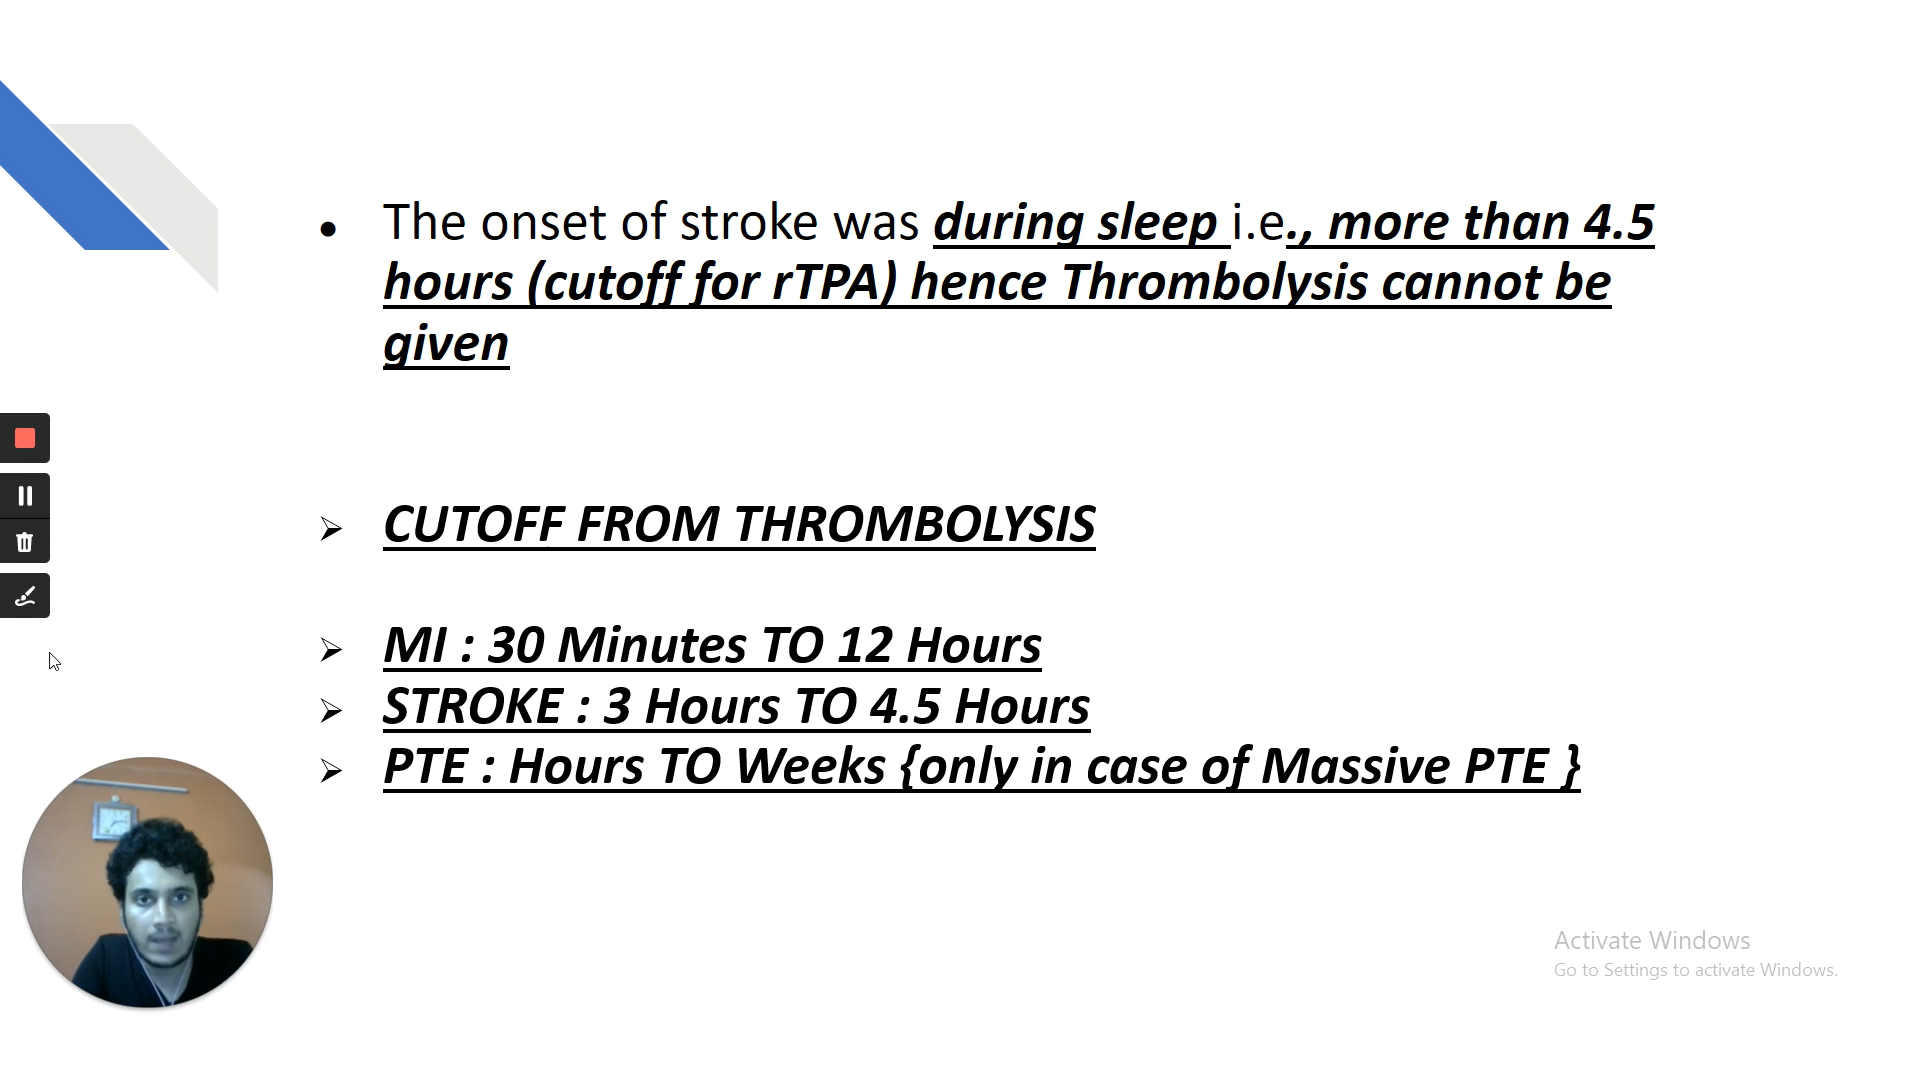 The onset of stroke was during sleep i.e., more than 4.5
hours (cutoff for rTPA) hence Thrombolysis cannot be
given
CUTOFF FROM THROMBOLYSIS
MI : 30 Minutes TO 12 Hours
STROKE : 3 Hours TO 4.5 Hours
PTE : Hours TO Weeks {only in case of Massive PTE }
Activate Windows
Go to Settings to activate Windows.